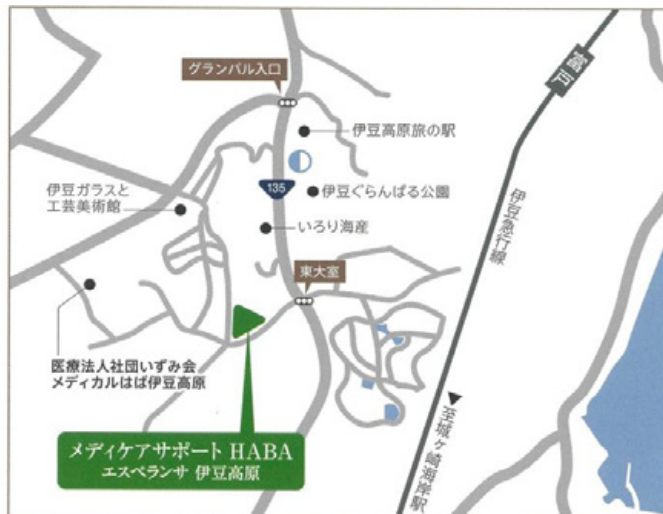 富戸
グランパル入口
伊豆高原旅の駅
135
伊豆ぐらんぱる公園
伊豆ガラスと
工芸美術館
いろり海産
伊豆急行線
東大室
医療法人社団いずみ会
メディカルはば伊豆高原
至城ヶ崎海岸駅
メディケアサポート HABA
エスペランサ 伊豆高原